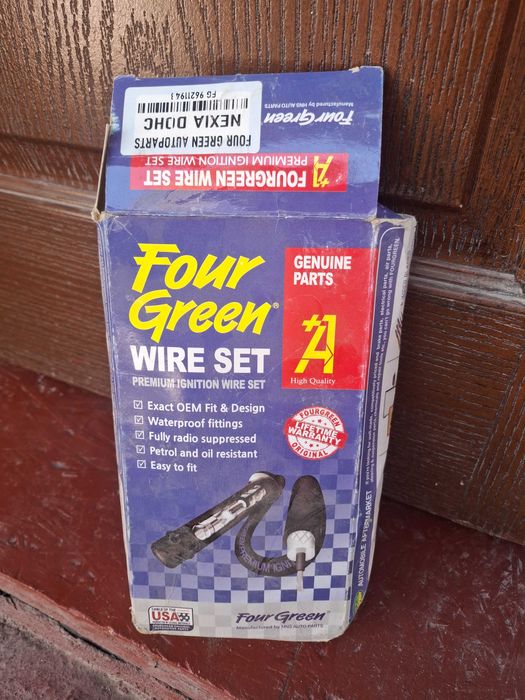 FOUR GREEN AUTOPARTS
NEXIA DOHC
FG 96211943
Four Green
Manufactured by HNS AUTO PARTS
+A
FOURGREEN WIRE SET
PREMIUM IGNITION WIRE SET
Four
Green®
WIRE SET
PREMIUM IGNITION WIRE SET
GENUINE
PARTS
+A
High Quality
Exact OEM Fit & Design
Waterproof fittings
Fully radio suppressed
Petrol and oil resistant
Easy to fit
FOURGREEN
LIFETIME
WARRANTY
ORIGINAL
PREMIUM IGNI
USA
Four Green
Manufactured by HNS AUTO PARTS
AUTOMOBILE AFTERMARKET